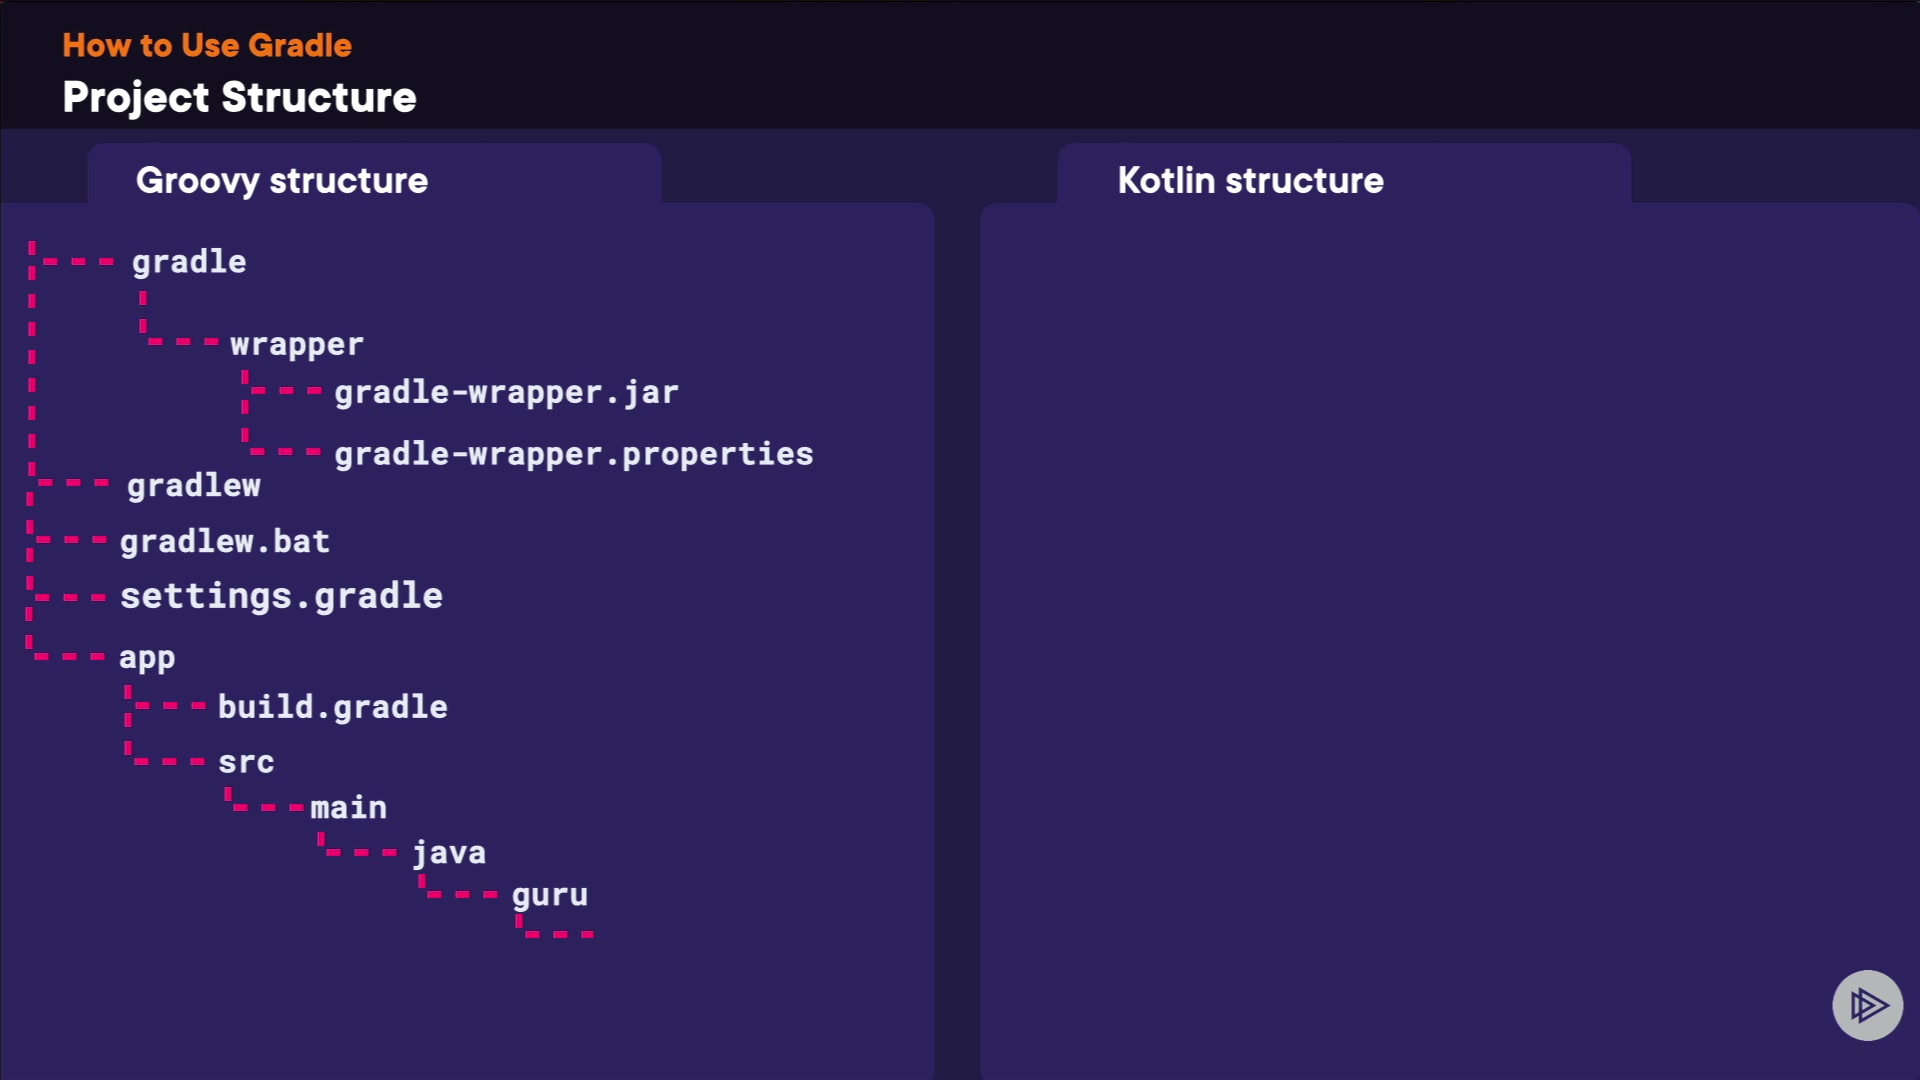 How to Use Gradle
Project Structure
Groovy structure
gradle
wrapper
gradle-wrapper.jar
gradle-wrapper.properties
gradlew
gradlew.bat
settings.gradle
app
build.gradle
src
main
java
guru
Kotlin structure